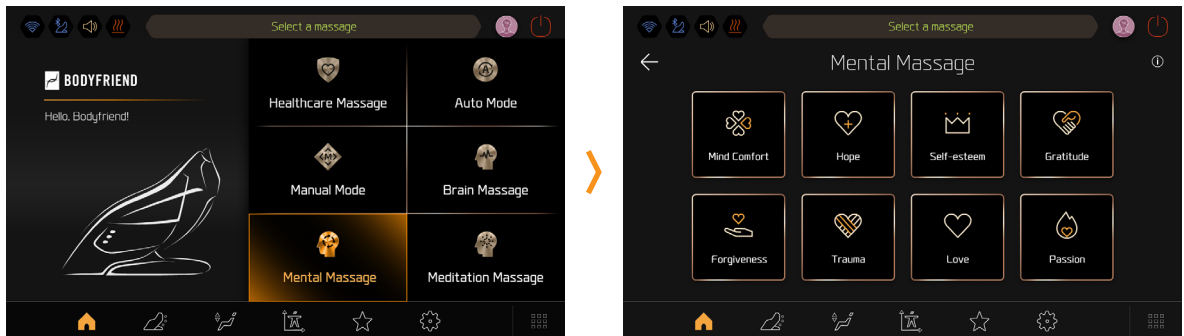 Select a massage
BODYFRIEND
Hello, Bodyfriend!
Healthcare Massage
Auto Mode
Manual Mode
Brain Massage
Mental Massage
Meditation Massage
Select a massage
Mental Massage
Mind Comfort
Hope
Self-esteem
Gratitude
Forgiveness
Trauma
Love
Passion